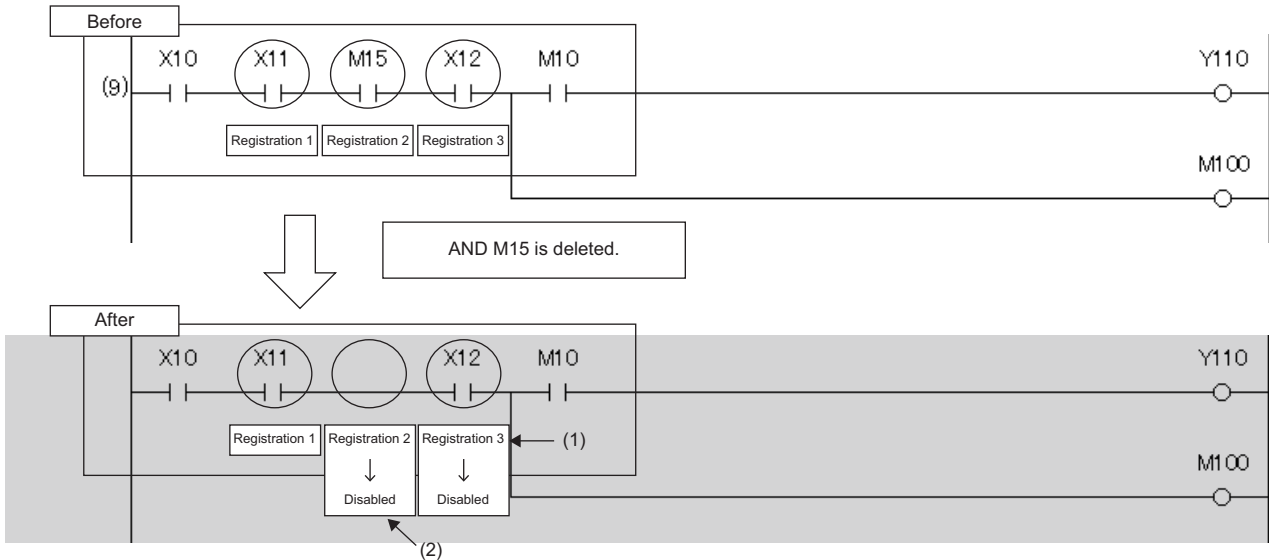 Before
X10 X11 M15 X12 M10 Y110
(9)
Registration 1 Registration 2 Registration 3
M100
AND M15 is deleted.
After
X10 X11 X12 M10 Y110
Registration 1 Registration 2 Registration 3 (1)
↓ ↓
M100
Disabled Disabled
(2)